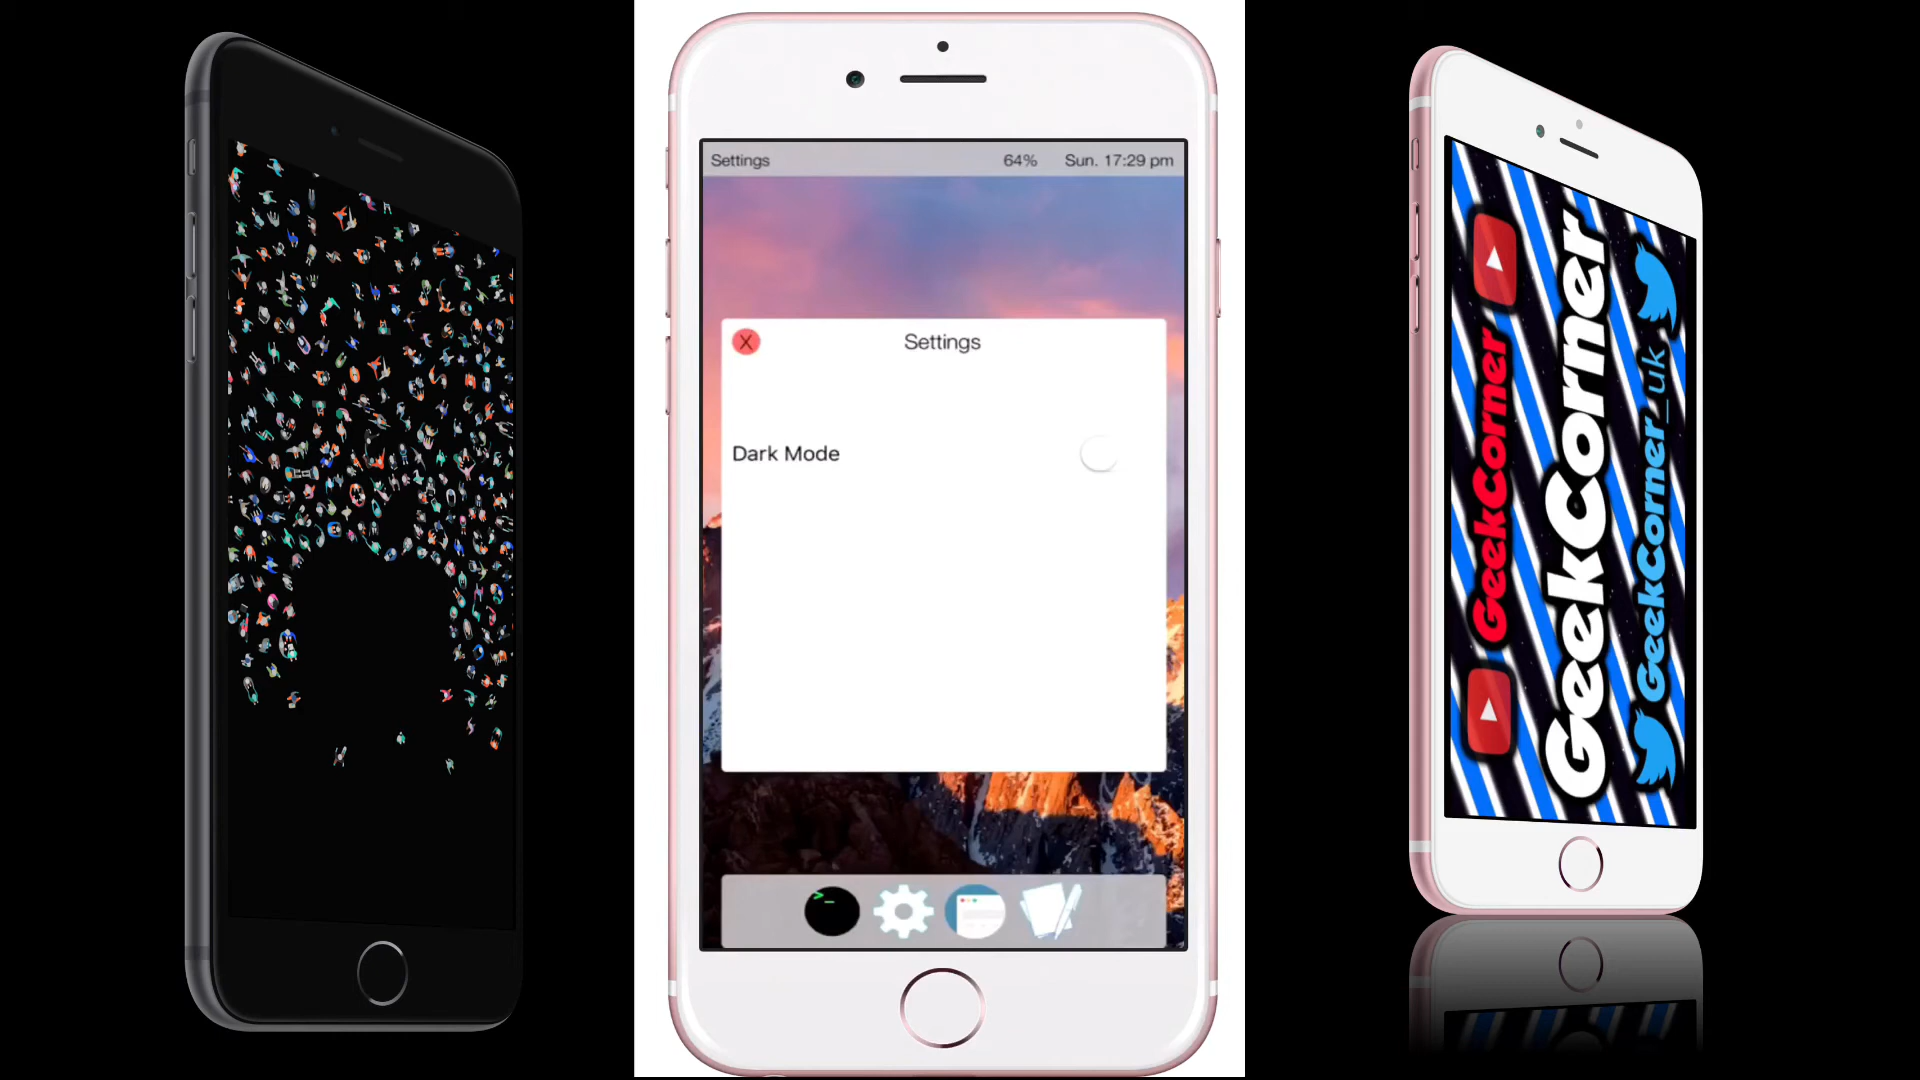 Settings 64% Sun. 17:29 pm
X Settings
Dark Mode
>_
GeekCorner
GeekCorner
GeekCorner_uk